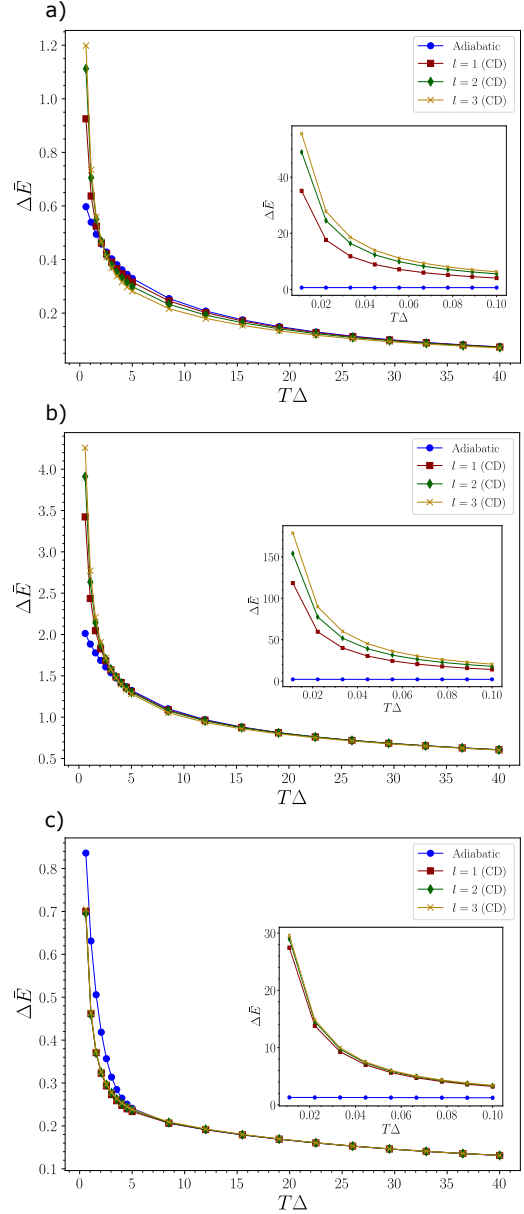 a)
1.2
1.0
0.8
0.6
0.4
0.2
ΔĒ
Adiabatic
l = 1 (CD)
l = 2 (CD)
l = 3 (CD)
40
20
0
ΔĒ
0.02 0.04 0.06 0.08 0.10
TΔ
0 5 10 15 20 25 30 35 40
TΔ
b)
4.0
3.5
3.0
2.5
2.0
1.5
1.0
0.5
ΔĒ
Adiabatic
l = 1 (CD)
l = 2 (CD)
l = 3 (CD)
150
100
50
0
ΔĒ
0.02 0.04 0.06 0.08 0.10
TΔ
0 5 10 15 20 25 30 35 40
TΔ
c)
0.8
0.7
0.6
0.5
0.4
0.3
0.2
0.1
ΔĒ
Adiabatic
l = 1 (CD)
l = 2 (CD)
l = 3 (CD)
30
20
10
0
ΔĒ
0.02 0.04 0.06 0.08 0.10
TΔ
0 5 10 15 20 25 30 35 40
TΔ